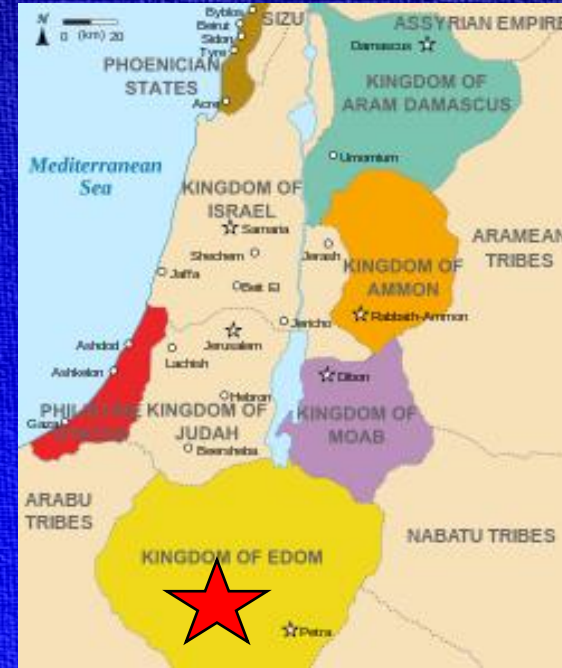 N
0 (km) 20
Byblos
Beirut
Sidon
Tyre
SIZU
ASSYRIAN EMPIRE
Damascus
PHOENICIAN
STATES
Acre
KINGDOM OF
ARAM DAMASCUS
Umomium
Mediterranean
Sea
KINGDOM OF
ISRAEL
Samaria
Shechem
Jerash
ARAMEAN
TRIBES
KINGDOM OF
AMMON
Jaffa
Beit El
Rabbath-Ammon
Jericho
Ashdod
Jerusalem
Lachish
Ashkelon
Dibon
Hebron
KINGDOM OF
JUDAH
KINGDOM OF
MOAB
Gaza
Beersheba
ARABU
TRIBES
NABATU TRIBES
KINGDOM OF EDOM
Petra